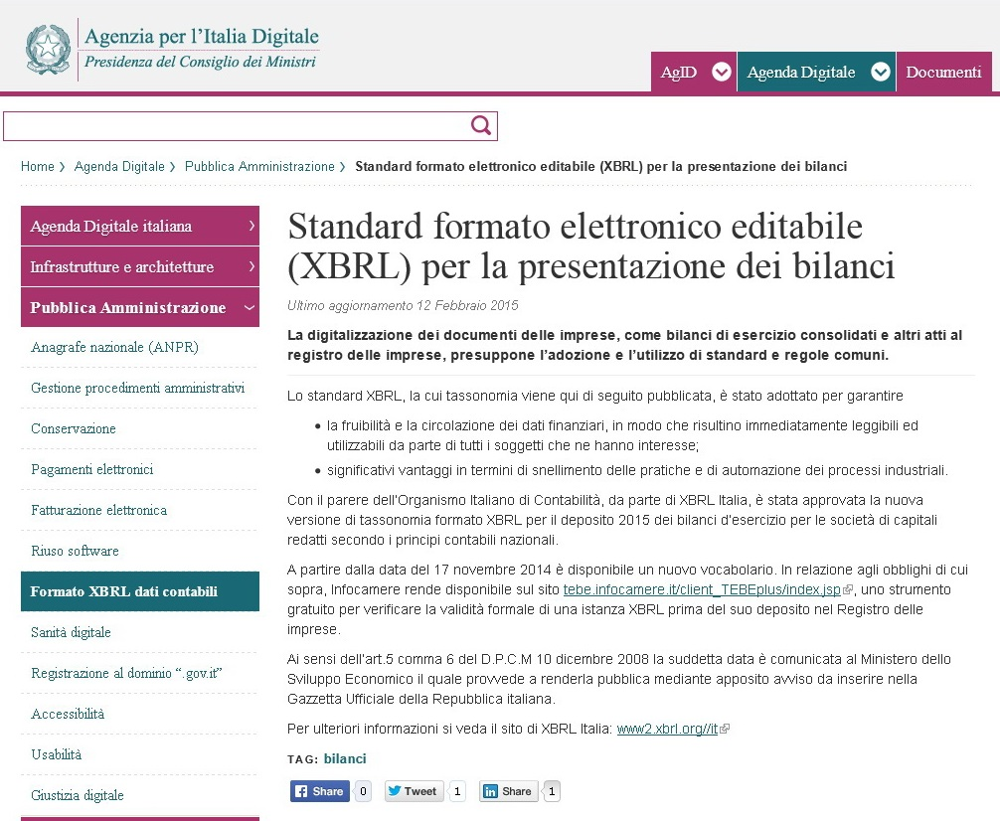 Agenzia per l'Italia Digitale
Presidenza del Consiglio dei Ministri
AgID
Agenda Digitale
Documenti
Home > Agenda Digitale > Pubblica Amministrazione > Standard formato elettronico editabile (XBRL) per la presentazione dei bilanci
Agenda Digitale italiana
Infrastrutture e architetture
Pubblica Amministrazione
Anagrafe nazionale (ANPR)
Gestione procedimenti amministrativi
Conservazione
Pagamenti elettronici
Fatturazione elettronica
Riuso software
Formato XBRL dati contabili
Sanità digitale
Registrazione al dominio “.gov.it”
Accessibilità
Usabilità
Giustizia digitale
Standard formato elettronico editabile
(XBRL) per la presentazione dei bilanci
Ultimo aggiornamento 12 Febbraio 2015
La digitalizzazione dei documenti delle imprese, come bilanci di esercizio consolidati e altri atti al
registro delle imprese, presuppone l’adozione e l’utilizzo di standard e regole comuni.
Lo standard XBRL, la cui tassonomia viene qui di seguito pubblicata, è stato adottato per garantire
• la fruibilità e la circolazione dei dati finanziari, in modo che risultino immediatamente leggibili ed
utilizzabili da parte di tutti i soggetti che ne hanno interesse;
• significativi vantaggi in termini di snellimento delle pratiche e di automazione dei processi industriali.
Con il parere dell'Organismo Italiano di Contabilità, da parte di XBRL Italia, è stata approvata la nuova
versione di tassonomia formato XBRL per il deposito 2015 dei bilanci d'esercizio per le società di capitali
redatti secondo i principi contabili nazionali.
A partire dalla data del 17 novembre 2014 è disponibile un nuovo vocabolario. In relazione agli obblighi di cui
sopra, Infocamere rende disponibile sul sito tebe.infocamere.it/client_TEBEplus/index.jsp, uno strumento
gratuito per verificare la validità formale di una istanza XBRL prima del suo deposito nel Registro delle
imprese.
Ai sensi dell'art.5 comma 6 del D.P.C.M 10 dicembre 2008 la suddetta data è comunicata al Ministero dello
Sviluppo Economico il quale provvede a renderla pubblica mediante apposito avviso da inserire nella
Gazzetta Ufficiale della Repubblica italiana.
Per ulteriori informazioni si veda il sito di XBRL Italia: www2.xbrl.org//it
TAG: bilanci
Share 0 Tweet 1 Share 1